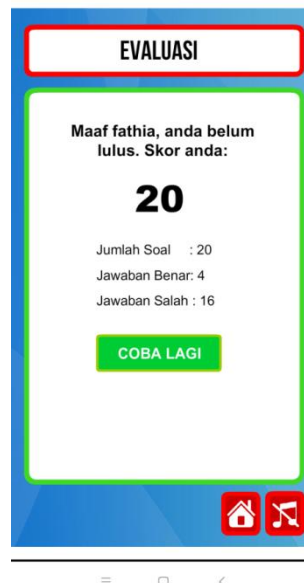 EVALUASI
Maaf fathia, anda belum
lulus. Skor anda:
20
Jumlah Soal : 20
Jawaban Benar: 4
Jawaban Salah : 16
COBA LAGI